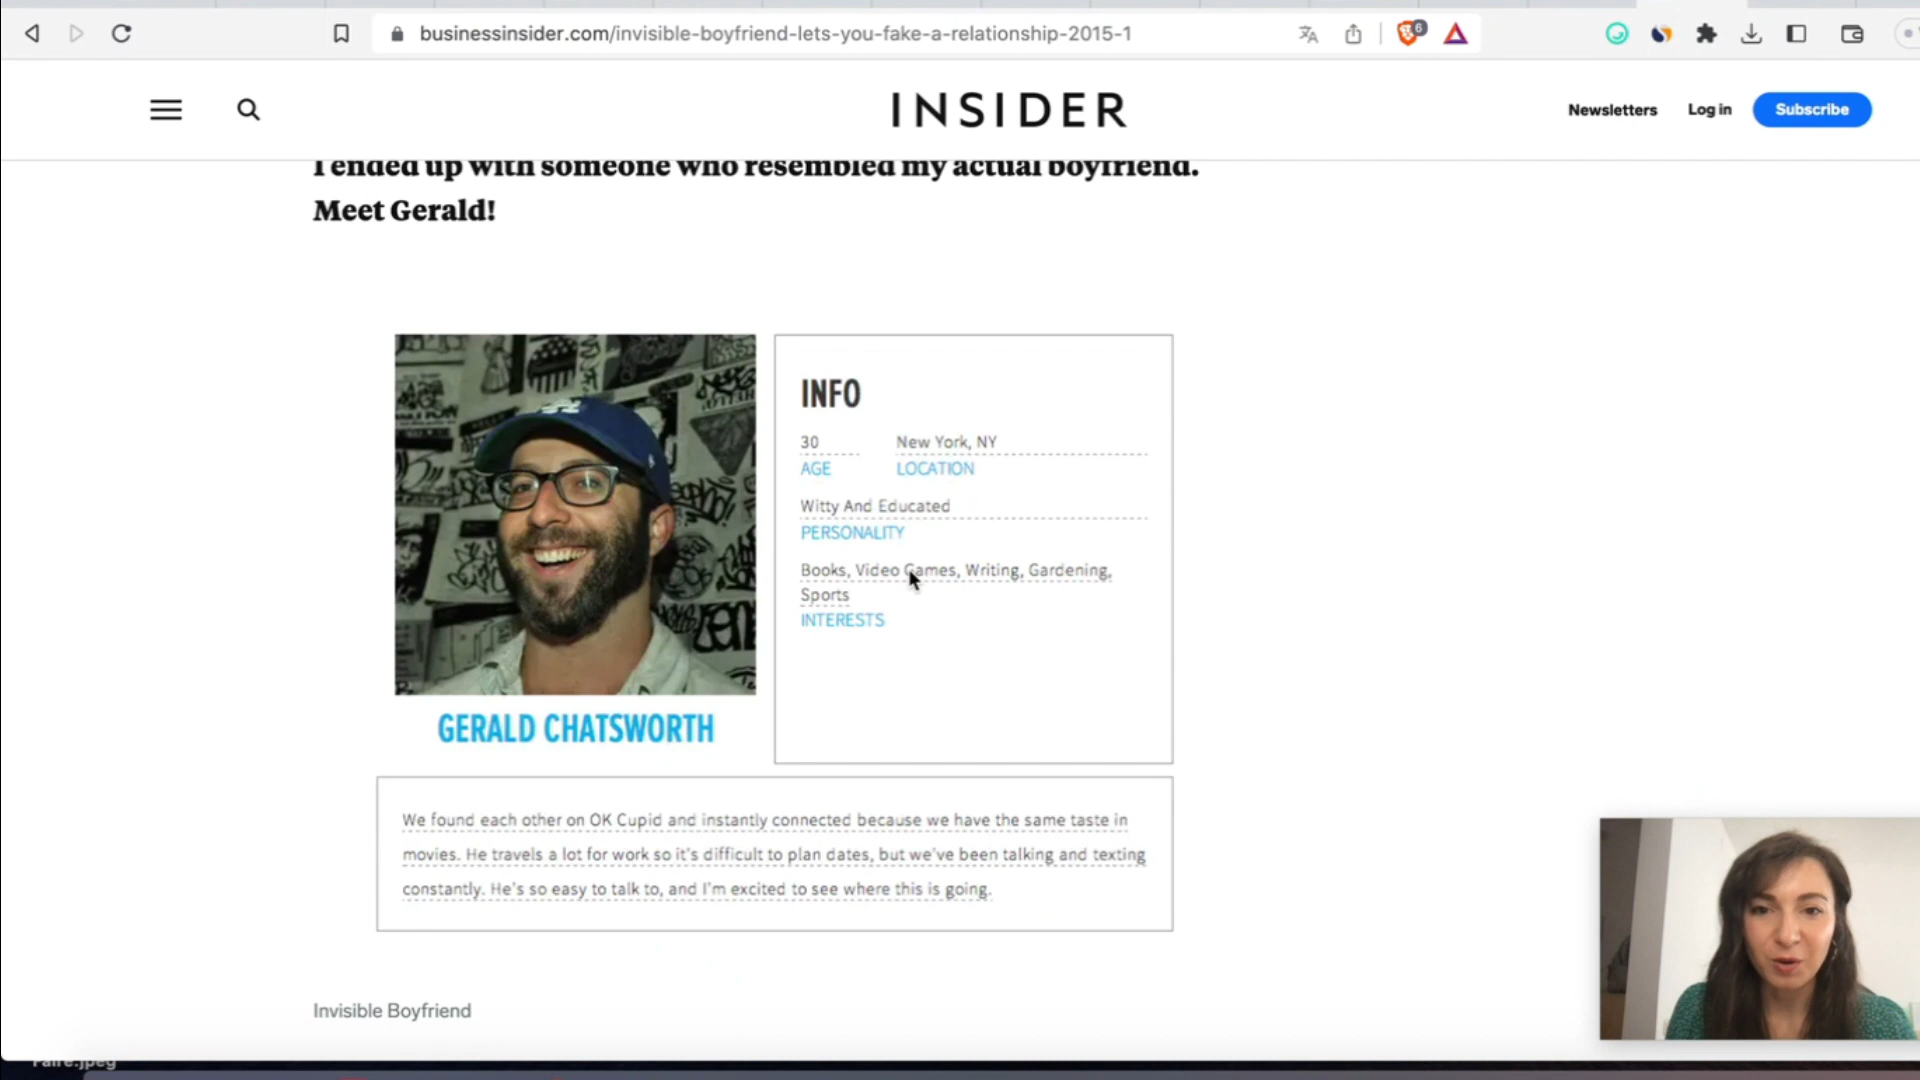 businessinsider.com/invisible-boyfriend-lets-you-fake-a-relationship-2015-1
6
INSIDER
Newsletters
Log in
Subscribe
I ended up with someone who resembled my actual boyfriend.
Meet Gerald!
INFO
30
New York, NY
AGE
LOCATION
Witty And Educated
PERSONALITY
Books, Video Games, Writing, Gardening,
Sports
INTERESTS
GERALD CHATSWORTH
We found each other on OK Cupid and instantly connected because we have the same taste in
movies. He travels a lot for work so it's difficult to plan dates, but we've been talking and texting
constantly. He's so easy to talk to, and I'm excited to see where this is going.
Invisible Boyfriend